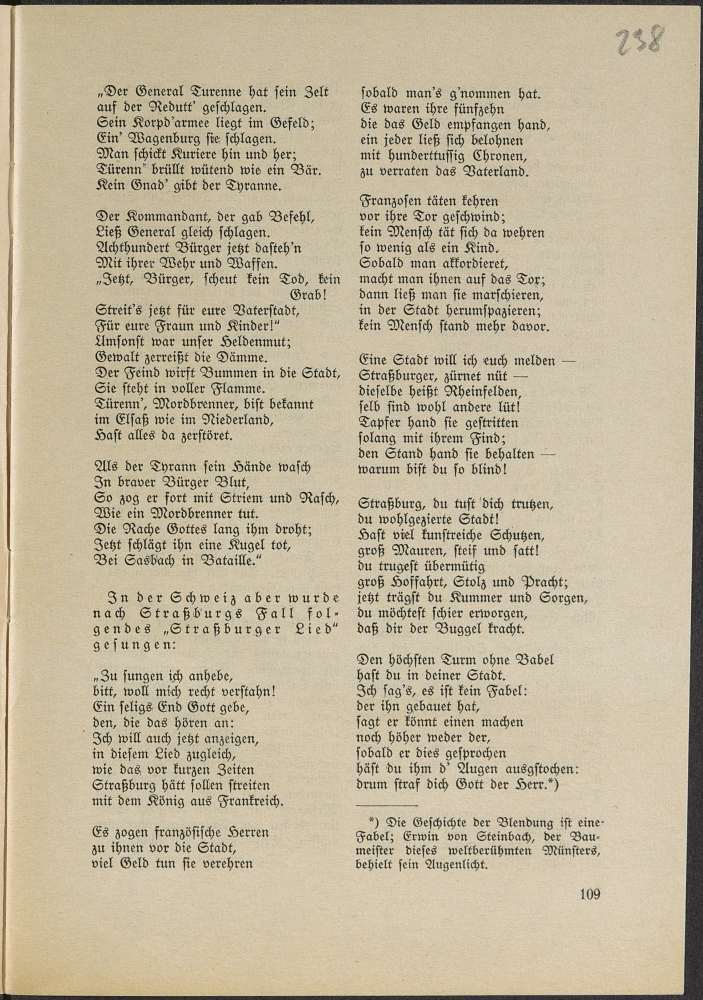 238
„Der General Turenne hat sein Zelt
auf der Redutt' geschlagen.
Sein Korpd'armee liegt im Gefeld;
Ein' Wagenburg sie schlagen.
Man schickt Kuriere hin und her;
Türenn' brüllt wütend wie ein Bär.
Kein Gnad' gibt der Tyranne.
Der Kommandant, der gab Befehl,
Ließ General gleich schlagen.
Achthundert Bürger jetzt dasteh'n
Mit ihrer Wehr und Waffen.
„Jetzt, Bürger, scheut kein Tod, kein
Grab!
Streit's jetzt für eure Vaterstadt,
Für eure Fraun und Kinder!"
Umsonst war unser Heldenmut;
Gewalt zerreißt die Dämme.
Der Feind wirft Bummen in die Stadt,
Sie steht in voller Flamme.
Türenn', Mordbrenner, bist bekannt
im Elsaß wie im Niederland,
Hast alles da zerstöret.
Als der Tyrann sein Hände wasch
In braver Bürger Blut,
So zog er fort mit Striem und Rasch,
Wie ein Mordbrenner tut.
Die Rache Gottes lang ihm droht;
Jetzt schlägt ihn eine Kugel tot,
Bei Sasbach in Bataille."
In der Schweiz aber wurde
nach Straßburgs Fall fol-
gendes „Straßburger Lied"
gesungen:
„Zu sungen ich anhebe,
bitt, woll mich recht verstahn!
Ein seligs End Gott gebe,
den, die das hören an:
Ich will auch jetzt anzeigen,
in diesem Lied zugleich,
wie das vor kurzen Zeiten
Straßburg hätt sollen streiten
mit dem König aus Frankreich.
Es zogen französische Herren
zu ihnen vor die Stadt,
viel Geld tun sie verehren
sobald man's g'nommen hat.
Es waren ihre fünfzehn
die das Geld empfangen hand,
ein jeder ließ sich belohnen
mit hunderttussig Chronen,
zu verraten das Vaterland.
Franzosen täten kehren
vor ihre Tor geschwind;
kein Mensch tät sich da wehren
so wenig als ein Kind.
Sobald man akkordieret,
macht man ihnen auf das Tor;
dann ließ man sie marschieren,
in der Stadt herumspazieren;
kein Mensch stand mehr davor.
Eine Stadt will ich euch melden —
Straßburger, zürnet nüt —
dieselbe heißt Rheinfelden,
selb sind wohl andere lüt!
Tapfer hand sie gestritten
solang mit ihrem Find;
den Stand hand sie behalten —
warum bist du so blind!
Straßburg, du tust dich trutzen,
du wohlgezierte Stadt!
Hast viel kunstreiche Schutzen,
groß Mauren, steif und satt!
du trugest übermütig
groß Hoffahrt, Stolz und Pracht;
jetzt trägst du Kummer und Sorgen,
du möchtest schier erworgen,
daß dir der Buggel kracht.
Den höchsten Turm ohne Babel
hast du in deiner Stadt.
Ich sag's, es ist kein Fabel:
der ihn gebauet hat,
sagt er könnt einen machen
noch höher weder der,
sobald er dies gesprochen
häst du ihm d' Augen ausgstochen:
drum straf dich Gott der Herr.*)
*) Die Geschichte der Blendung ist eine
Fabel; Erwin von Steinbach, der Bau-
meister dieses weltberühmten Münsters,
behielt sein Augenlicht.
109